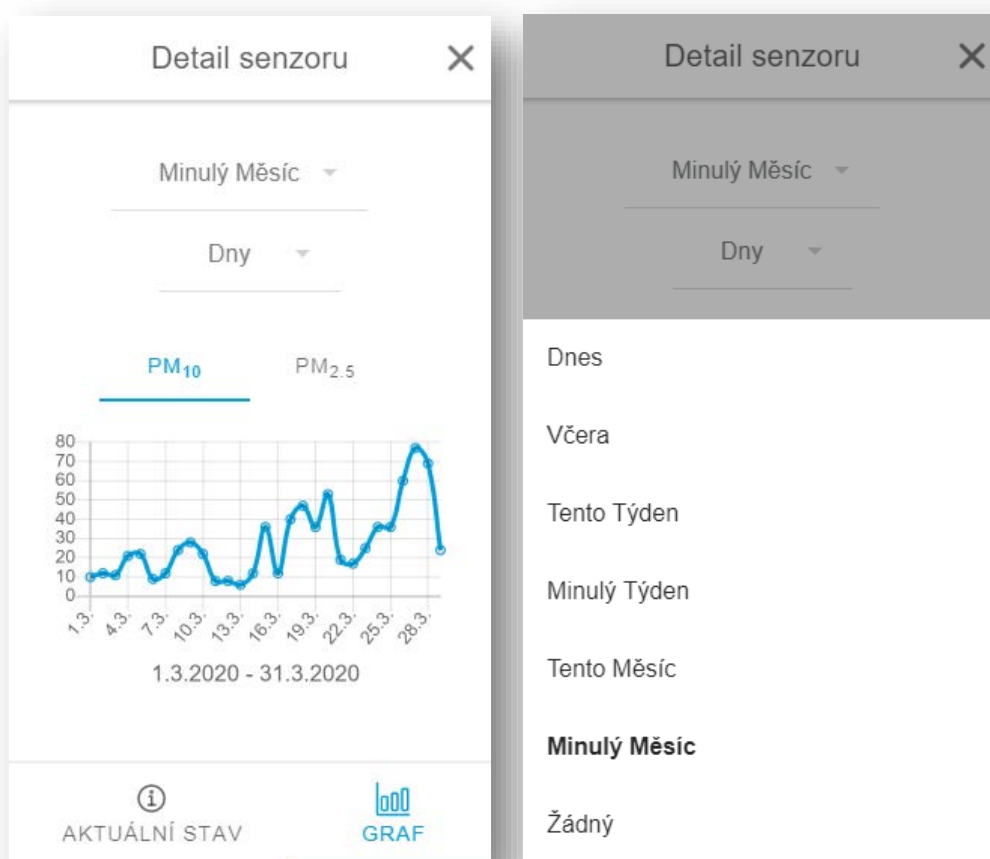 Detail senzoru
Minulý Měsíc
Dny
PM10 PM2.5
80
70
60
50
40
30
20
10
0
1.3. 4.3. 7.3. 10.3. 13.3. 16.3. 19.3. 22.3. 25.3. 28.3.
1.3.2020 - 31.3.2020
AKTUÁLNÍ STAV GRAF
Detail senzoru
Minulý Měsíc
Dny
Dnes
Včera
Tento Týden
Minulý Týden
Tento Měsíc
Minulý Měsíc
Žádný